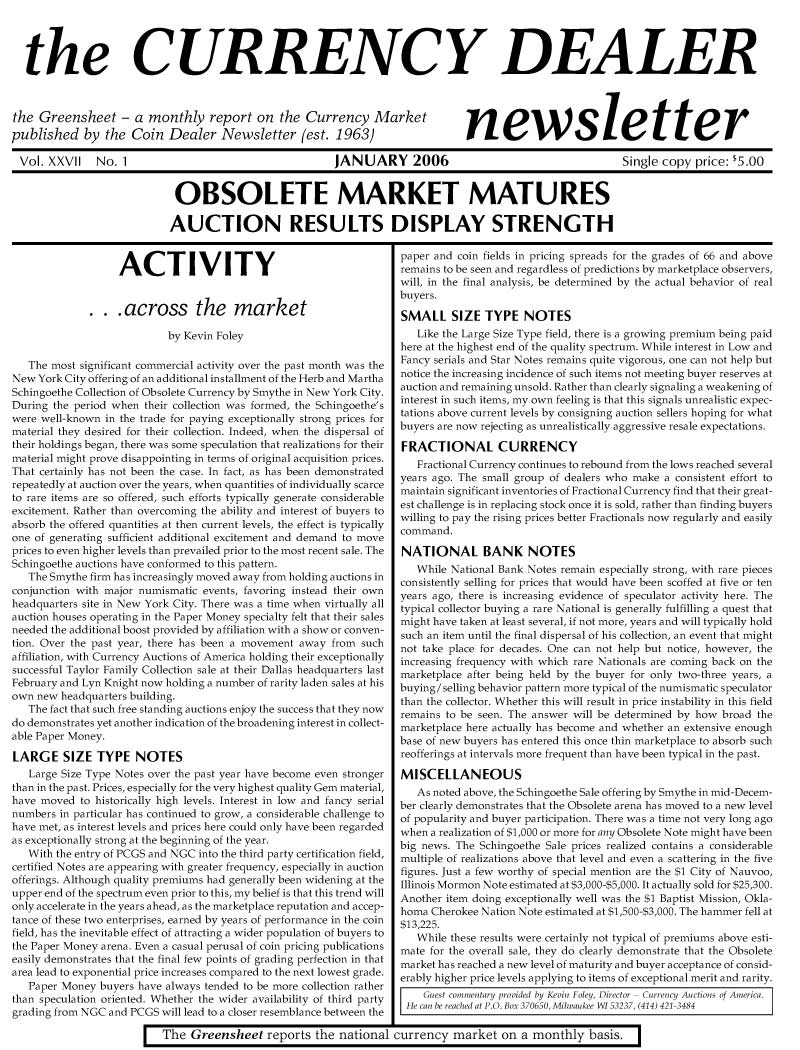 the CURRENCY DEALER
newsletter
the Greensheet – a monthly report on the Currency Market
published by the Coin Dealer Newsletter (est. 1963)
Vol. XXVII No. 1 JANUARY 2006 Single copy price: $5.00
OBSOLETE MARKET MATURES
AUCTION RESULTS DISPLAY STRENGTH
ACTIVITY
. . .across the market
by Kevin Foley
The most significant commercial activity over the past month was the
New York City offering of an additional installment of the Herb and Martha
Schingoethe Collection of Obsolete Currency by Smythe in New York City.
During the period when their collection was formed, the Schingoethe's
were well-known in the trade for paying exceptionally strong prices for
material they desired for their collection. Indeed, when the dispersal of
their holdings began, there was some speculation that realizations for their
material might prove disappointing in terms of original acquisition prices.
That certainly has not been the case. In fact, as has been demonstrated
repeatedly at auction over the years, when quantities of individually scarce
to rare items are so offered, such efforts typically generate considerable
excitement. Rather than overcoming the ability and interest of buyers to
absorb the offered quantities at then current levels, the effect is typically
one of generating sufficient additional excitement and demand to move
prices to even higher levels than prevailed prior to the most recent sale. The
Schingoethe auctions have conformed to this pattern.
The Smythe firm has increasingly moved away from holding auctions in
conjunction with major numismatic events, favoring instead their own
headquarters site in New York City. There was a time when virtually all
auction houses operating in the Paper Money specialty felt that their sales
needed the additional boost provided by affiliation with a show or conven-
tion. Over the past year, there has been a movement away from such
affiliation, with Currency Auctions of America holding their exceptionally
successful Taylor Family Collection sale at their Dallas headquarters last
February and Lyn Knight now holding a number of rarity laden sales at his
own new headquarters building.
The fact that such free standing auctions enjoy the success that they now
do demonstrates yet another indication of the broadening interest in collect-
able Paper Money.
LARGE SIZE TYPE NOTES
Large Size Type Notes over the past year have become even stronger
than in the past. Prices, especially for the very highest quality Gem material,
have moved to historically high levels. Interest in low and fancy serial
numbers in particular has continued to grow, a considerable challenge to
have met, as interest levels and prices here could only have been regarded
as exceptionally strong at the beginning of the year.
With the entry of PCGS and NGC into the third party certification field,
certified Notes are appearing with greater frequency, especially in auction
offerings. Although quality premiums had generally been widening at the
upper end of the spectrum even prior to this, my belief is that this trend will
only accelerate in the years ahead, as the marketplace reputation and accep-
tance of these two enterprises, earned by years of performance in the coin
field, has the inevitable effect of attracting a wider population of buyers to
the Paper Money arena. Even a casual perusal of coin pricing publications
easily demonstrates that the final few points of grading perfection in that
area lead to exponential price increases compared to the next lowest grade.
Paper Money buyers have always tended to be more collection rather
than speculation oriented. Whether the wider availability of third party
grading from NGC and PCGS will lead to a closer resemblance between the
paper and coin fields in pricing spreads for the grades of 66 and above
remains to be seen and regardless of predictions by marketplace observers,
will, in the final analysis, be determined by the actual behavior of real
buyers.
SMALL SIZE TYPE NOTES
Like the Large Size Type field, there is a growing premium being paid
here at the highest end of the quality spectrum. While interest in Low and
Fancy serials and Star Notes remains quite vigorous, one can not help but
notice the increasing incidence of such items not meeting buyer reserves at
auction and remaining unsold. Rather than clearly signaling a weakening of
interest in such items, my own feeling is that this signals unrealistic expec-
tations above current levels by consigning auction sellers hoping for what
buyers are now rejecting as unrealistically aggressive resale expectations.
FRACTIONAL CURRENCY
Fractional Currency continues to rebound from the lows reached several
years ago. The small group of dealers who make a consistent effort to
maintain significant inventories of Fractional Currency find that their great-
est challenge is in replacing stock once it is sold, rather than finding buyers
willing to pay the rising prices better Fractionals now regularly and easily
command.
NATIONAL BANK NOTES
While National Bank Notes remain especially strong, with rare pieces
consistently selling for prices that would have been scoffed at five or ten
years ago, there is increasing evidence of speculator activity here. The
typical collector buying a rare National is generally fulfilling a quest that
might have taken at least several, if not more, years and will typically hold
such an item until the final dispersal of his collection, an event that might
not take place for decades. One can not help but notice, however, the
increasing frequency with which rare Nationals are coming back on the
marketplace after being held by the buyer for only two-three years, a
buying/selling behavior pattern more typical of the numismatic speculator
than the collector. Whether this will result in price instability in this field
remains to be seen. The answer will be determined by how broad the
marketplace here actually has become and whether an extensive enough
base of new buyers has entered this once thin marketplace to absorb such
reofferings at intervals more frequent than have been typical in the past.
MISCELLANEOUS
As noted above, the Schingoethe Sale offering by Smythe in mid-Decem-
ber clearly demonstrates that the Obsolete arena has moved to a new level
of popularity and buyer participation. There was a time not very long ago
when a realization of $1,000 or more for any Obsolete Note might have been
big news. The Schingoethe Sale prices realized contains a considerable
multiple of realizations above that level and even a scattering in the five
figures. Just a few worthy of special mention are the $1 City of Nauvoo,
Illinois Mormon Note estimated at $3,000-$5,000. It actually sold for $25,300.
Another item doing exceptionally well was the $1 Baptist Mission, Okla-
homa Cherokee Nation Note estimated at $1,500-$3,000. The hammer fell at
$13,225.
While these results were certainly not typical of premiums above esti-
mate for the overall sale, they do clearly demonstrate that the Obsolete
market has reached a new level of maturity and buyer acceptance of consid-
erably higher price levels applying to items of exceptional merit and rarity.
Guest commentary provided by Kevin Foley, Director – Currency Auctions of America.
He can be reached at P.O. Box 370650, Milwaukee WI 53237, (414) 421-3484
The Greensheet reports the national currency market on a monthly basis.